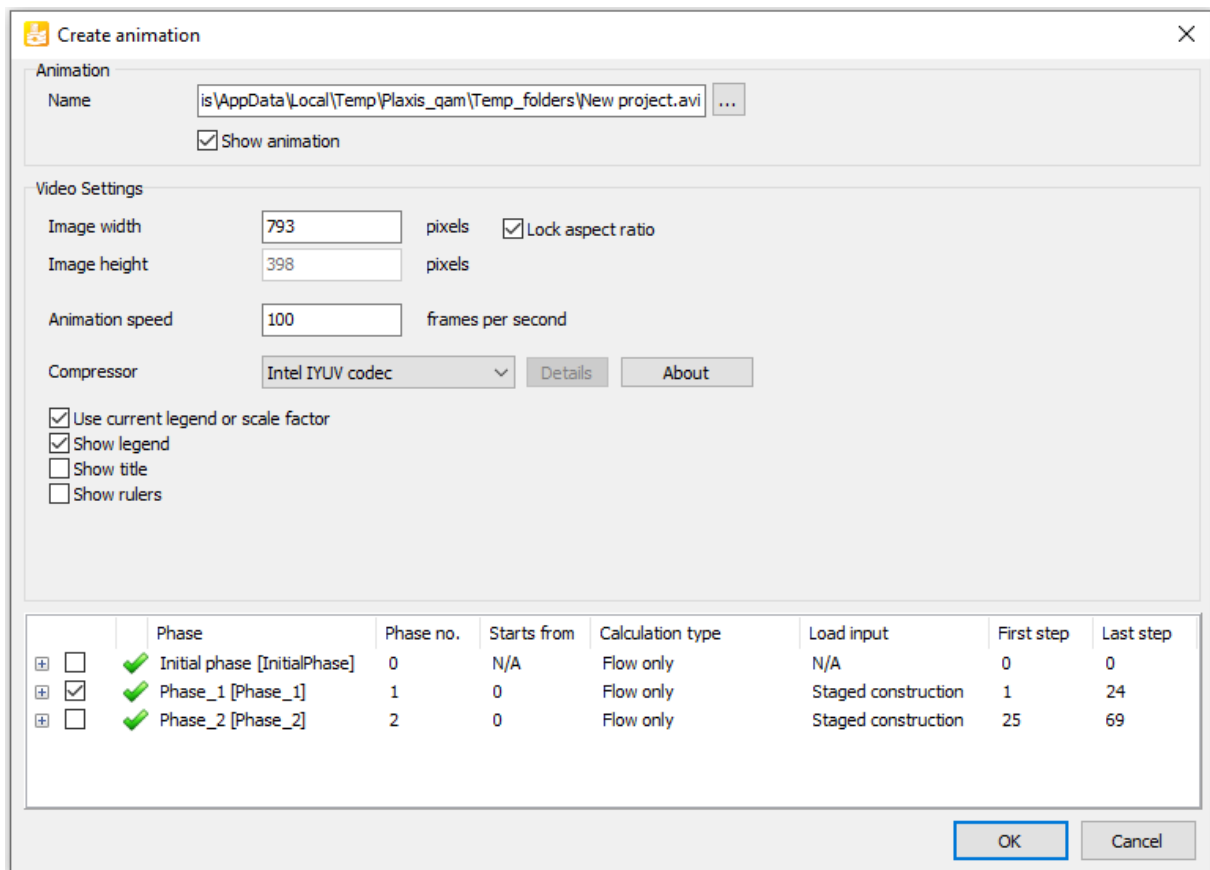 Create animation
Animation
Name is\AppData\Local\Temp\Plaxis_qam\Temp_folders\New project.avi ...
Show animation
Video Settings
Image width 793 pixels Lock aspect ratio
Image height 398 pixels
Animation speed 100 frames per second
Compressor Intel IYUV codec Details About
Use current legend or scale factor
Show legend
Show title
Show rulers
Phase Phase no. Starts from Calculation type Load input First step Last step
Initial phase [InitialPhase] 0 N/A Flow only N/A 0 0
Phase_1 [Phase_1] 1 0 Flow only Staged construction 1 24
Phase_2 [Phase_2] 2 0 Flow only Staged construction 25 69
OK Cancel